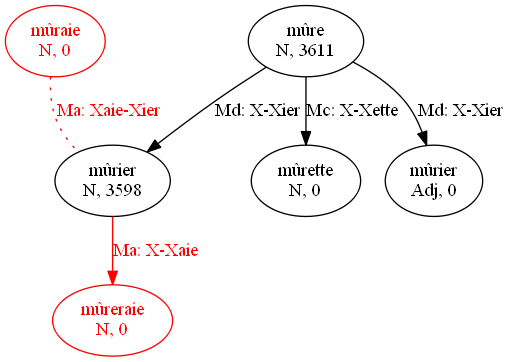 mûraie
N, 0
mûre
N, 3611
Ma: Xaie-Xier
Md: X-Xier
Mc: X-Xette
Md: X-Xier
mûrier
N, 3598
mûrette
N, 0
mûrier
Adj, 0
Ma: X-Xaie
mûreraie
N, 0